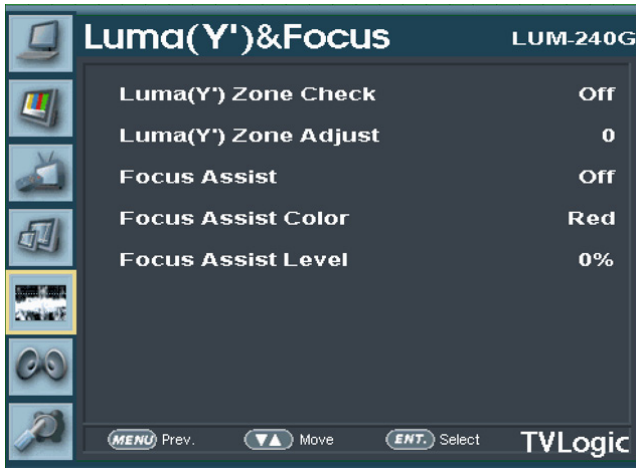 Luma(Y')&Focus LUM-240G
Luma(Y') Zone Check Off
Luma(Y') Zone Adjust 0
Focus Assist Off
Focus Assist Color Red
Focus Assist Level 0%
MENU Prev. ▼▲ Move ENT. Select TVLogic